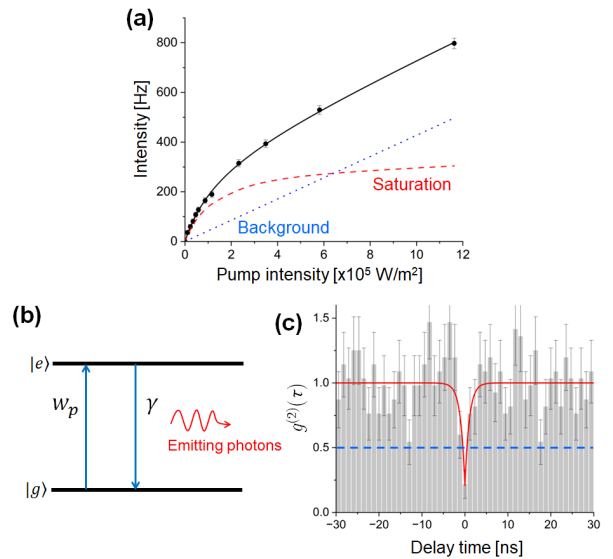 (a)
Intensity [Hz]
800
600
400
200
0
Saturation
Background
0 2 4 6 8 10 12
Pump intensity [x10⁵ W/m²]
(b)
|e⟩
w_p
γ
Emitting photons
|g⟩
(c)
g⁽²⁾(τ)
1.5
1.0
0.5
0.0
-30 -20 -10 0 10 20 30
Delay time [ns]